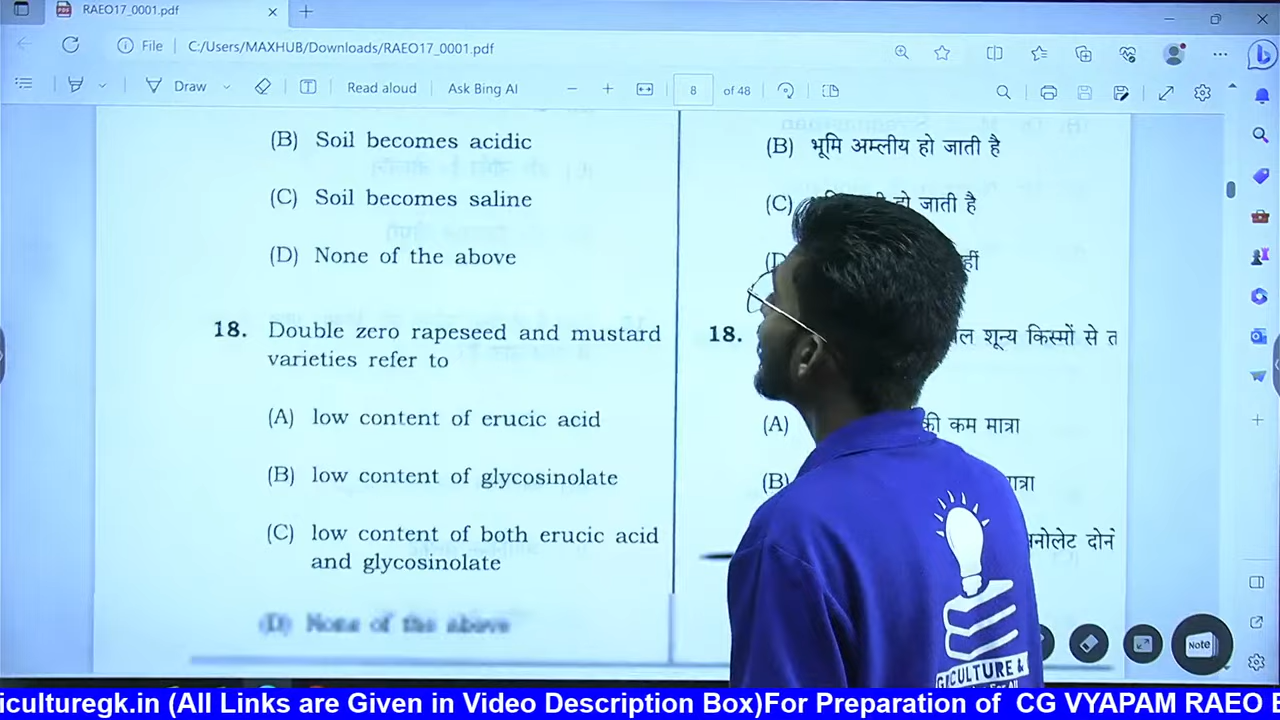 RAEO17_0001.pdf
File C:/Users/MAXHUB/Downloads/RAEO17_0001.pdf
Draw Read aloud Ask Bing AI 8 of 48
(B) Soil becomes acidic
(C) Soil becomes saline
(D) None of the above
18. Double zero rapeseed and mustard
varieties refer to
(A) low content of erucic acid
(B) low content of glycosinolate
(C) low content of both erucic acid
and glycosinolate
(D) None of the above
(B) भूमि अम्लीय हो जाती है
(C) हो जाती है
18. शून्य किस्मों से
(A) की कम मात्रा
(B)
दोनों
Note
GICULTURE &
iculturegk.in (All Links are Given in Video Description Box)For Preparation of CG VYAPAM RAEO